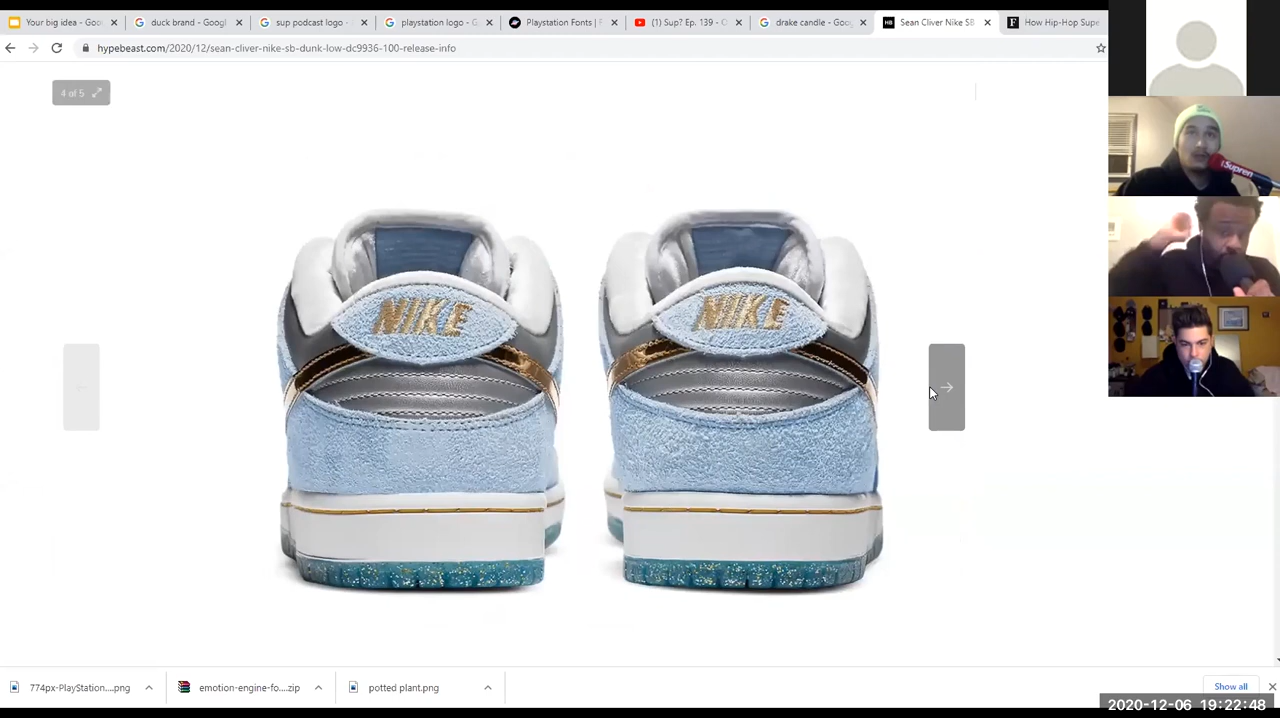 Your big idea - Goo
duck brand - Googl
sup podcast logo -
playstation logo - G
Playstation Fonts | F
(1) Sup? Ep. 139 - O
drake candle - Goo
Sean Cliver Nike SB
How Hip-Hop Supe
hypebeast.com/2020/12/sean-cliver-nike-sb-dunk-low-dc9936-100-release-info
4 of 5
Suprem
NIKE NIKE
774px-PlayStation....png
emotion-engine-fo....zip
potted plant.png
Show all
2020-12-06 19:22:48